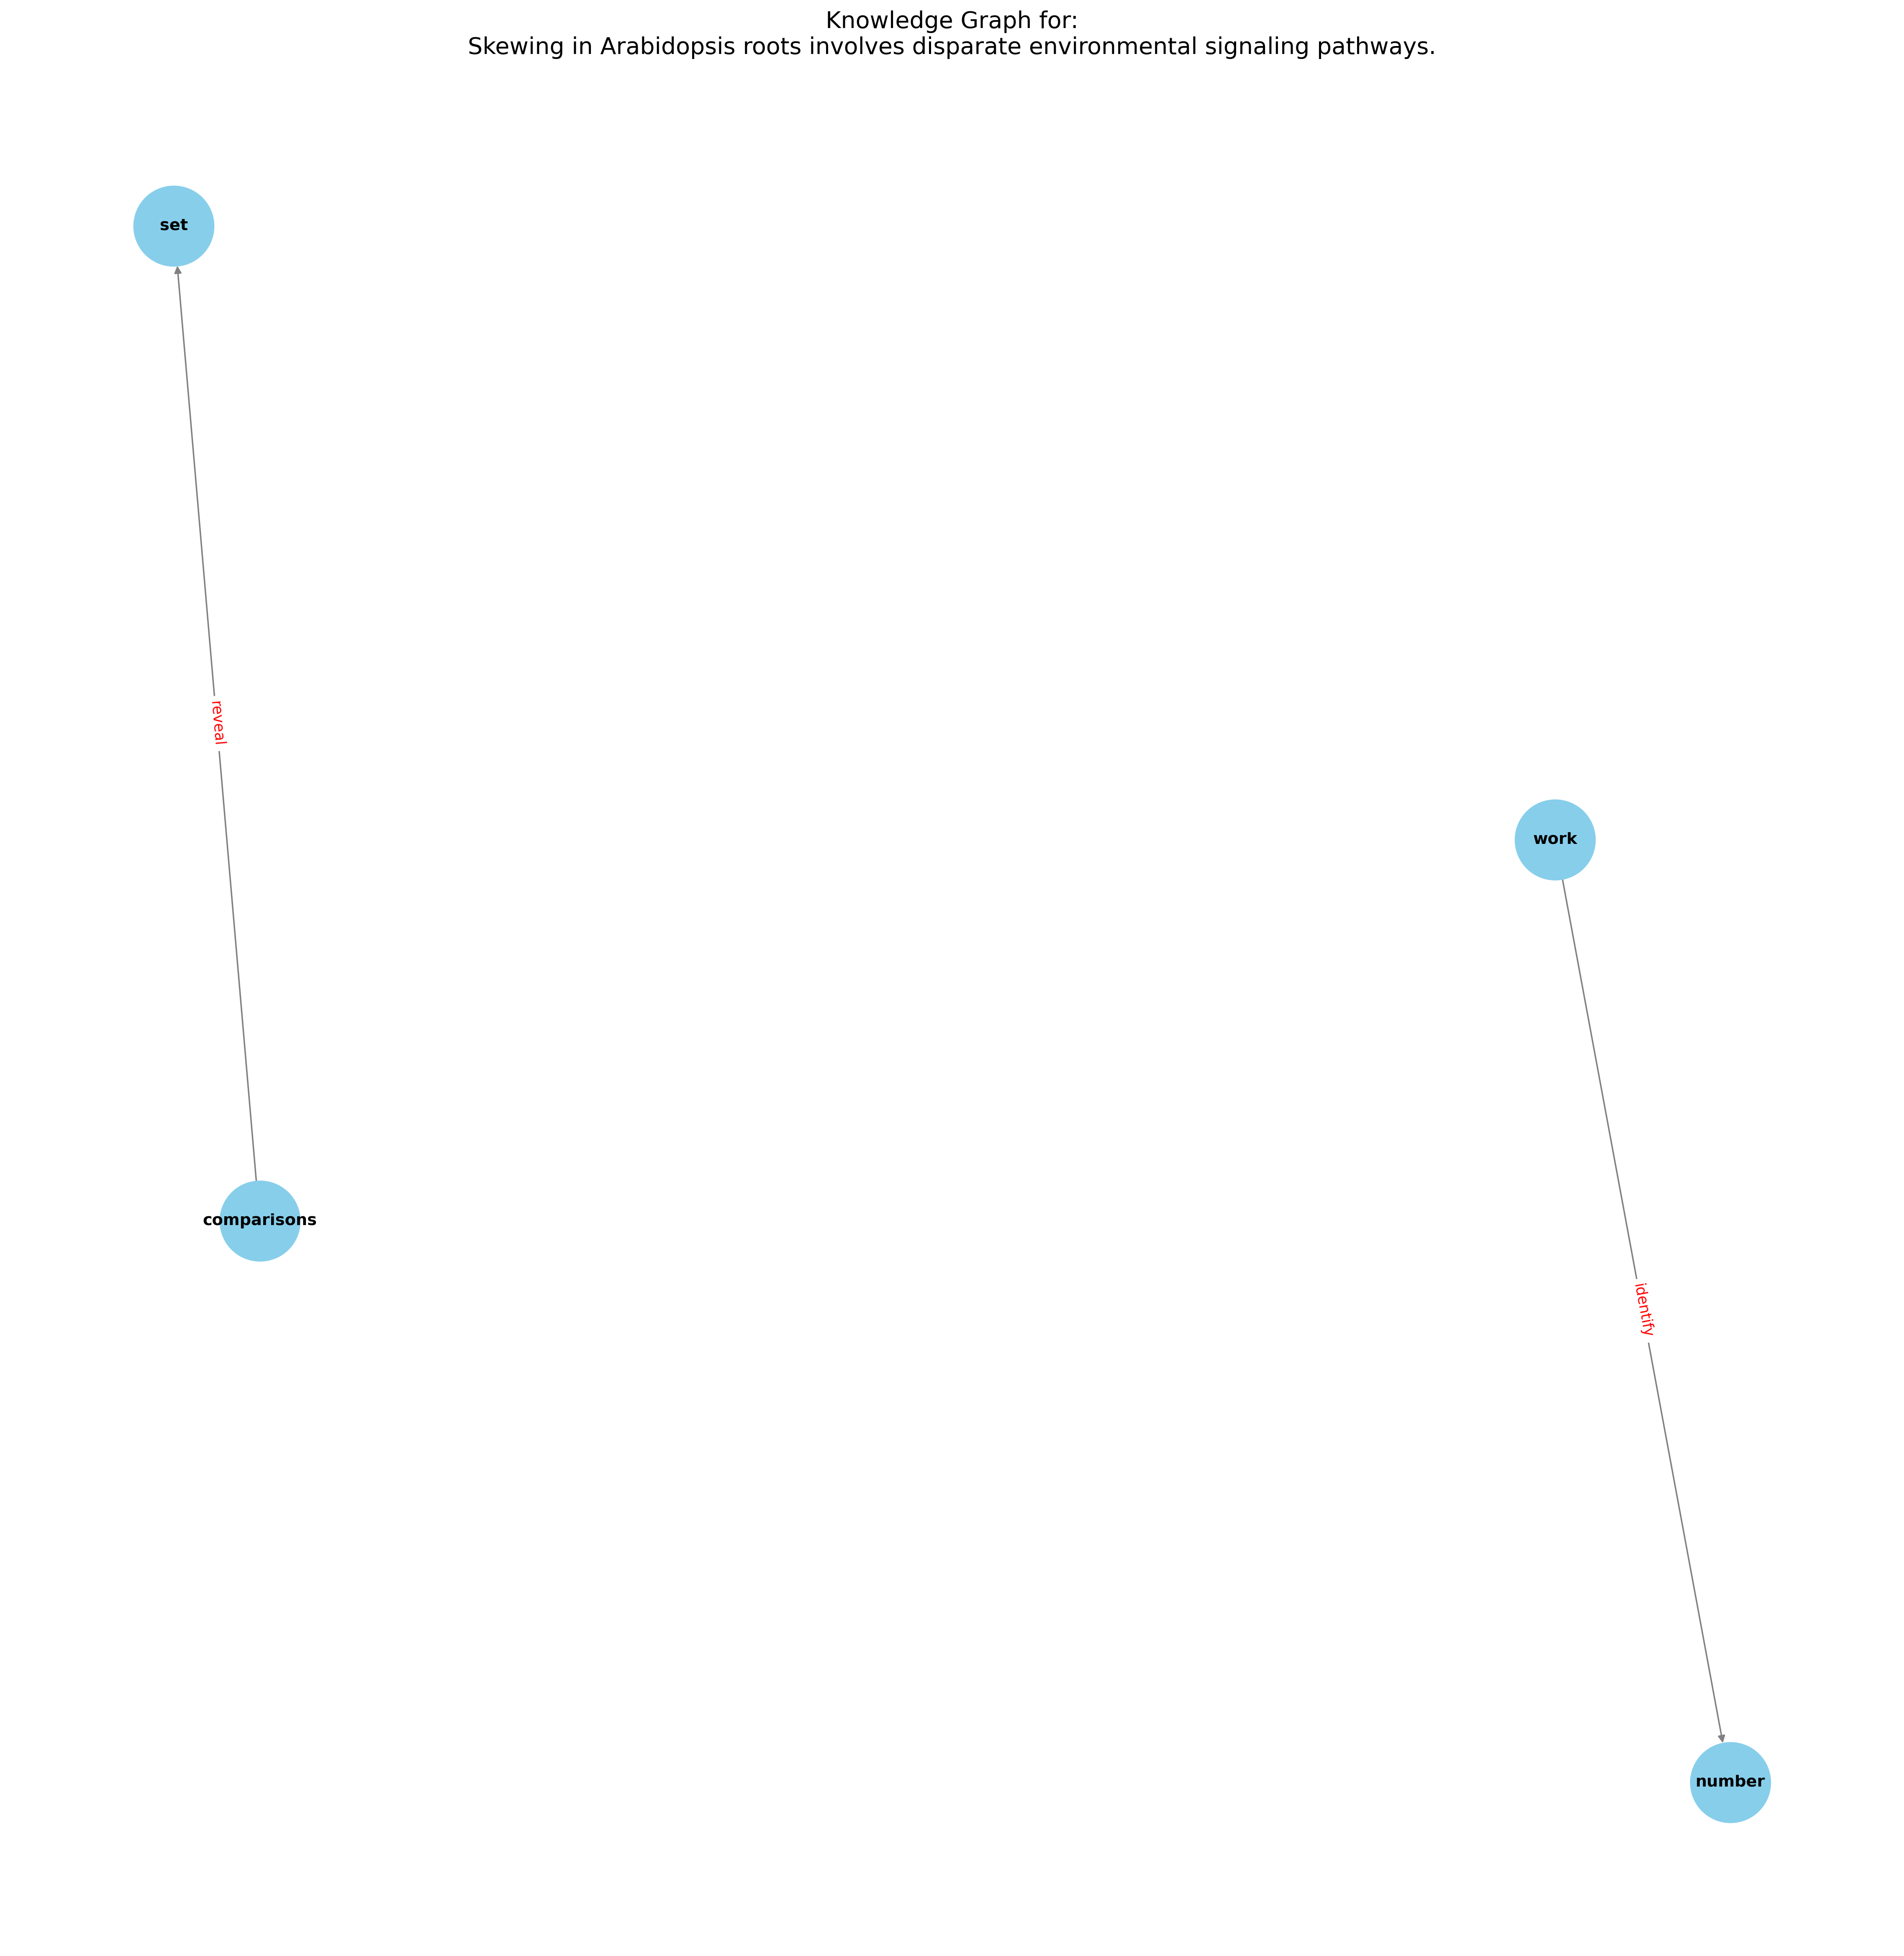 Knowledge Graph for:
Skewing in Arabidopsis roots involves disparate environmental signaling pathways.
set
reveal
work
comparisons
identify
number